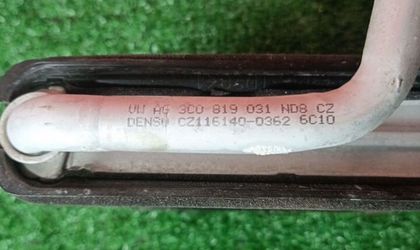 VW AG 3C0 819 031 ND8 CZ
DENSO CZ116140-0362 6C10